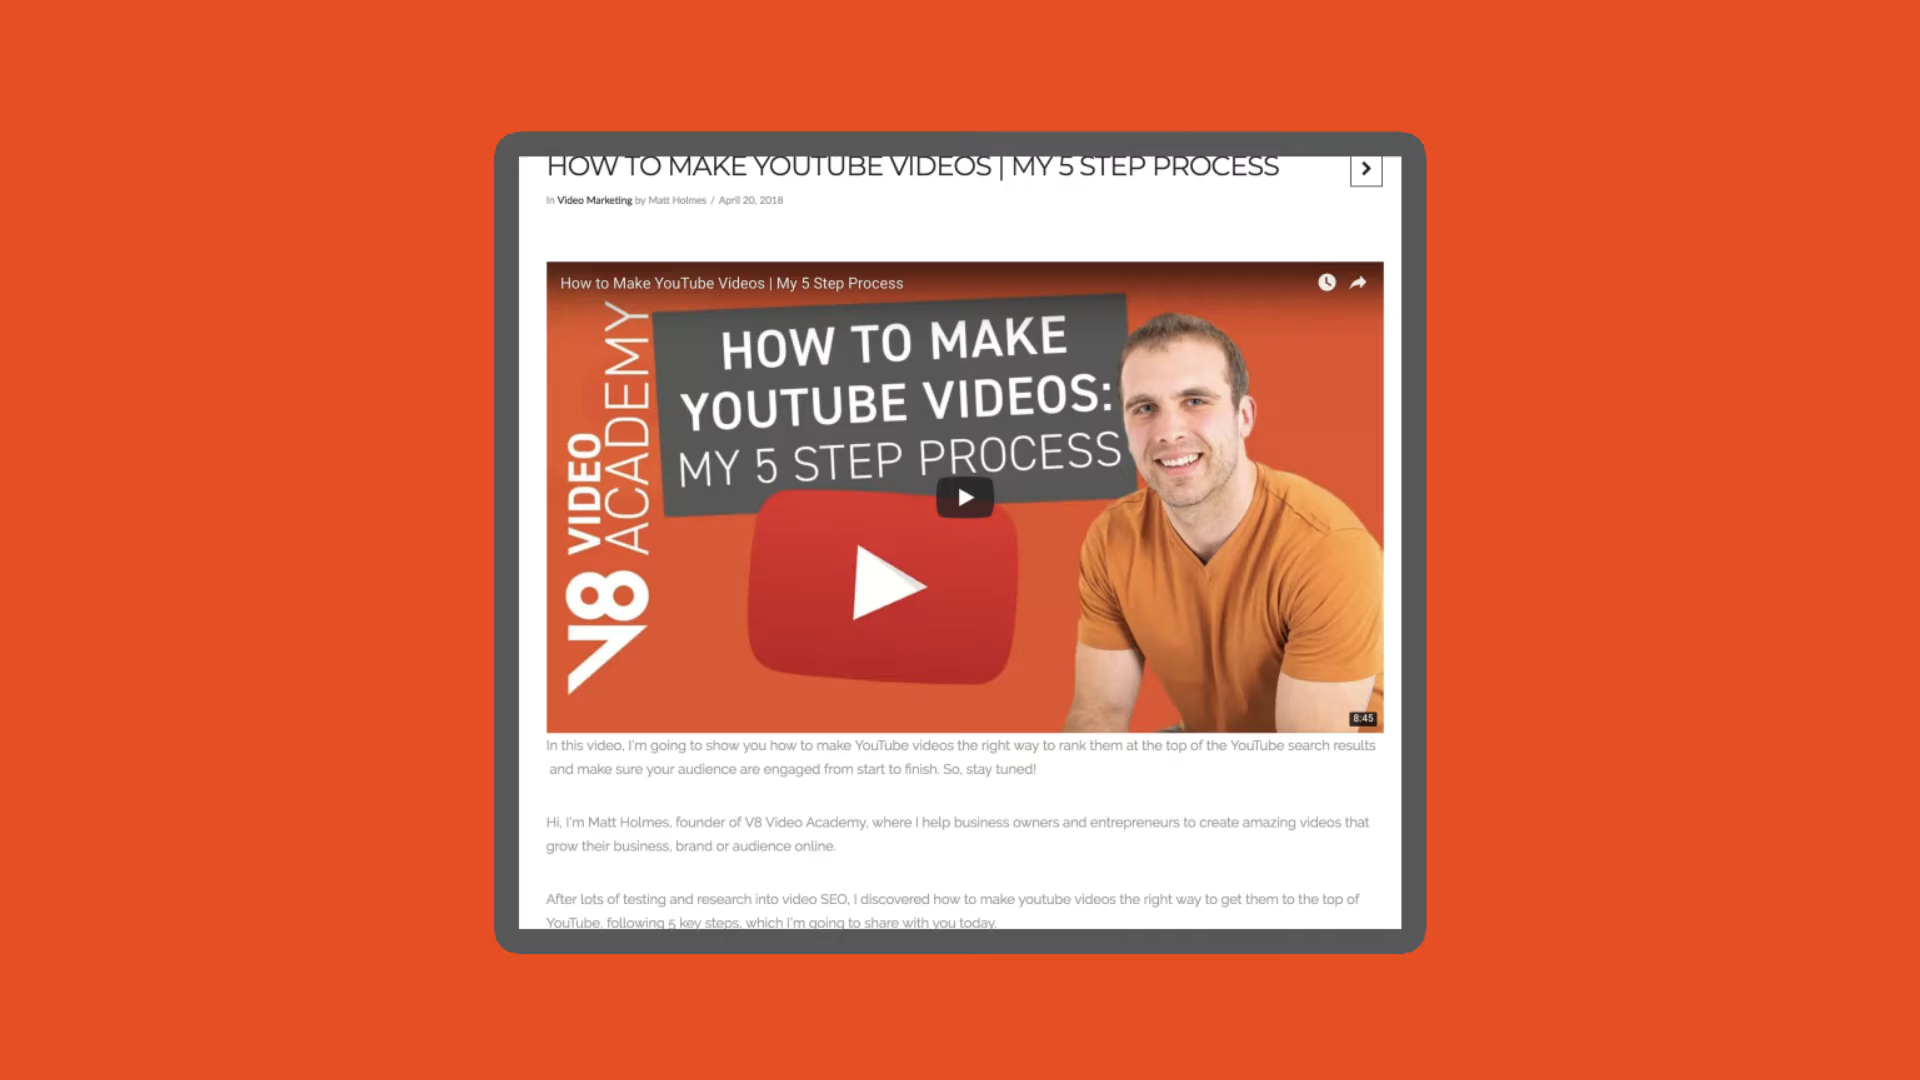 HOW TO MAKE YOUTUBE VIDEOS | MY 5 STEP PROCESS
In Video Marketing by Matt Holmes / April 20, 2018
How to Make YouTube Videos | My 5 Step Process
V8 VIDEO
ACADEMY
HOW TO MAKE
YOUTUBE VIDEOS:
MY 5 STEP PROCESS
8:45
In this video, I'm going to show you how to make YouTube videos the right way to rank them at the top of the YouTube search results
and make sure your audience are engaged from start to finish. So, stay tuned!
Hi, I'm Matt Holmes, founder of V8 Video Academy, where I help business owners and entrepreneurs to create amazing videos that
grow their business, brand or audience online.
After lots of testing and research into video SEO, I discovered how to make youtube videos the right way to get them to the top of
YouTube, following 5 key steps, which I'm going to share with you today.